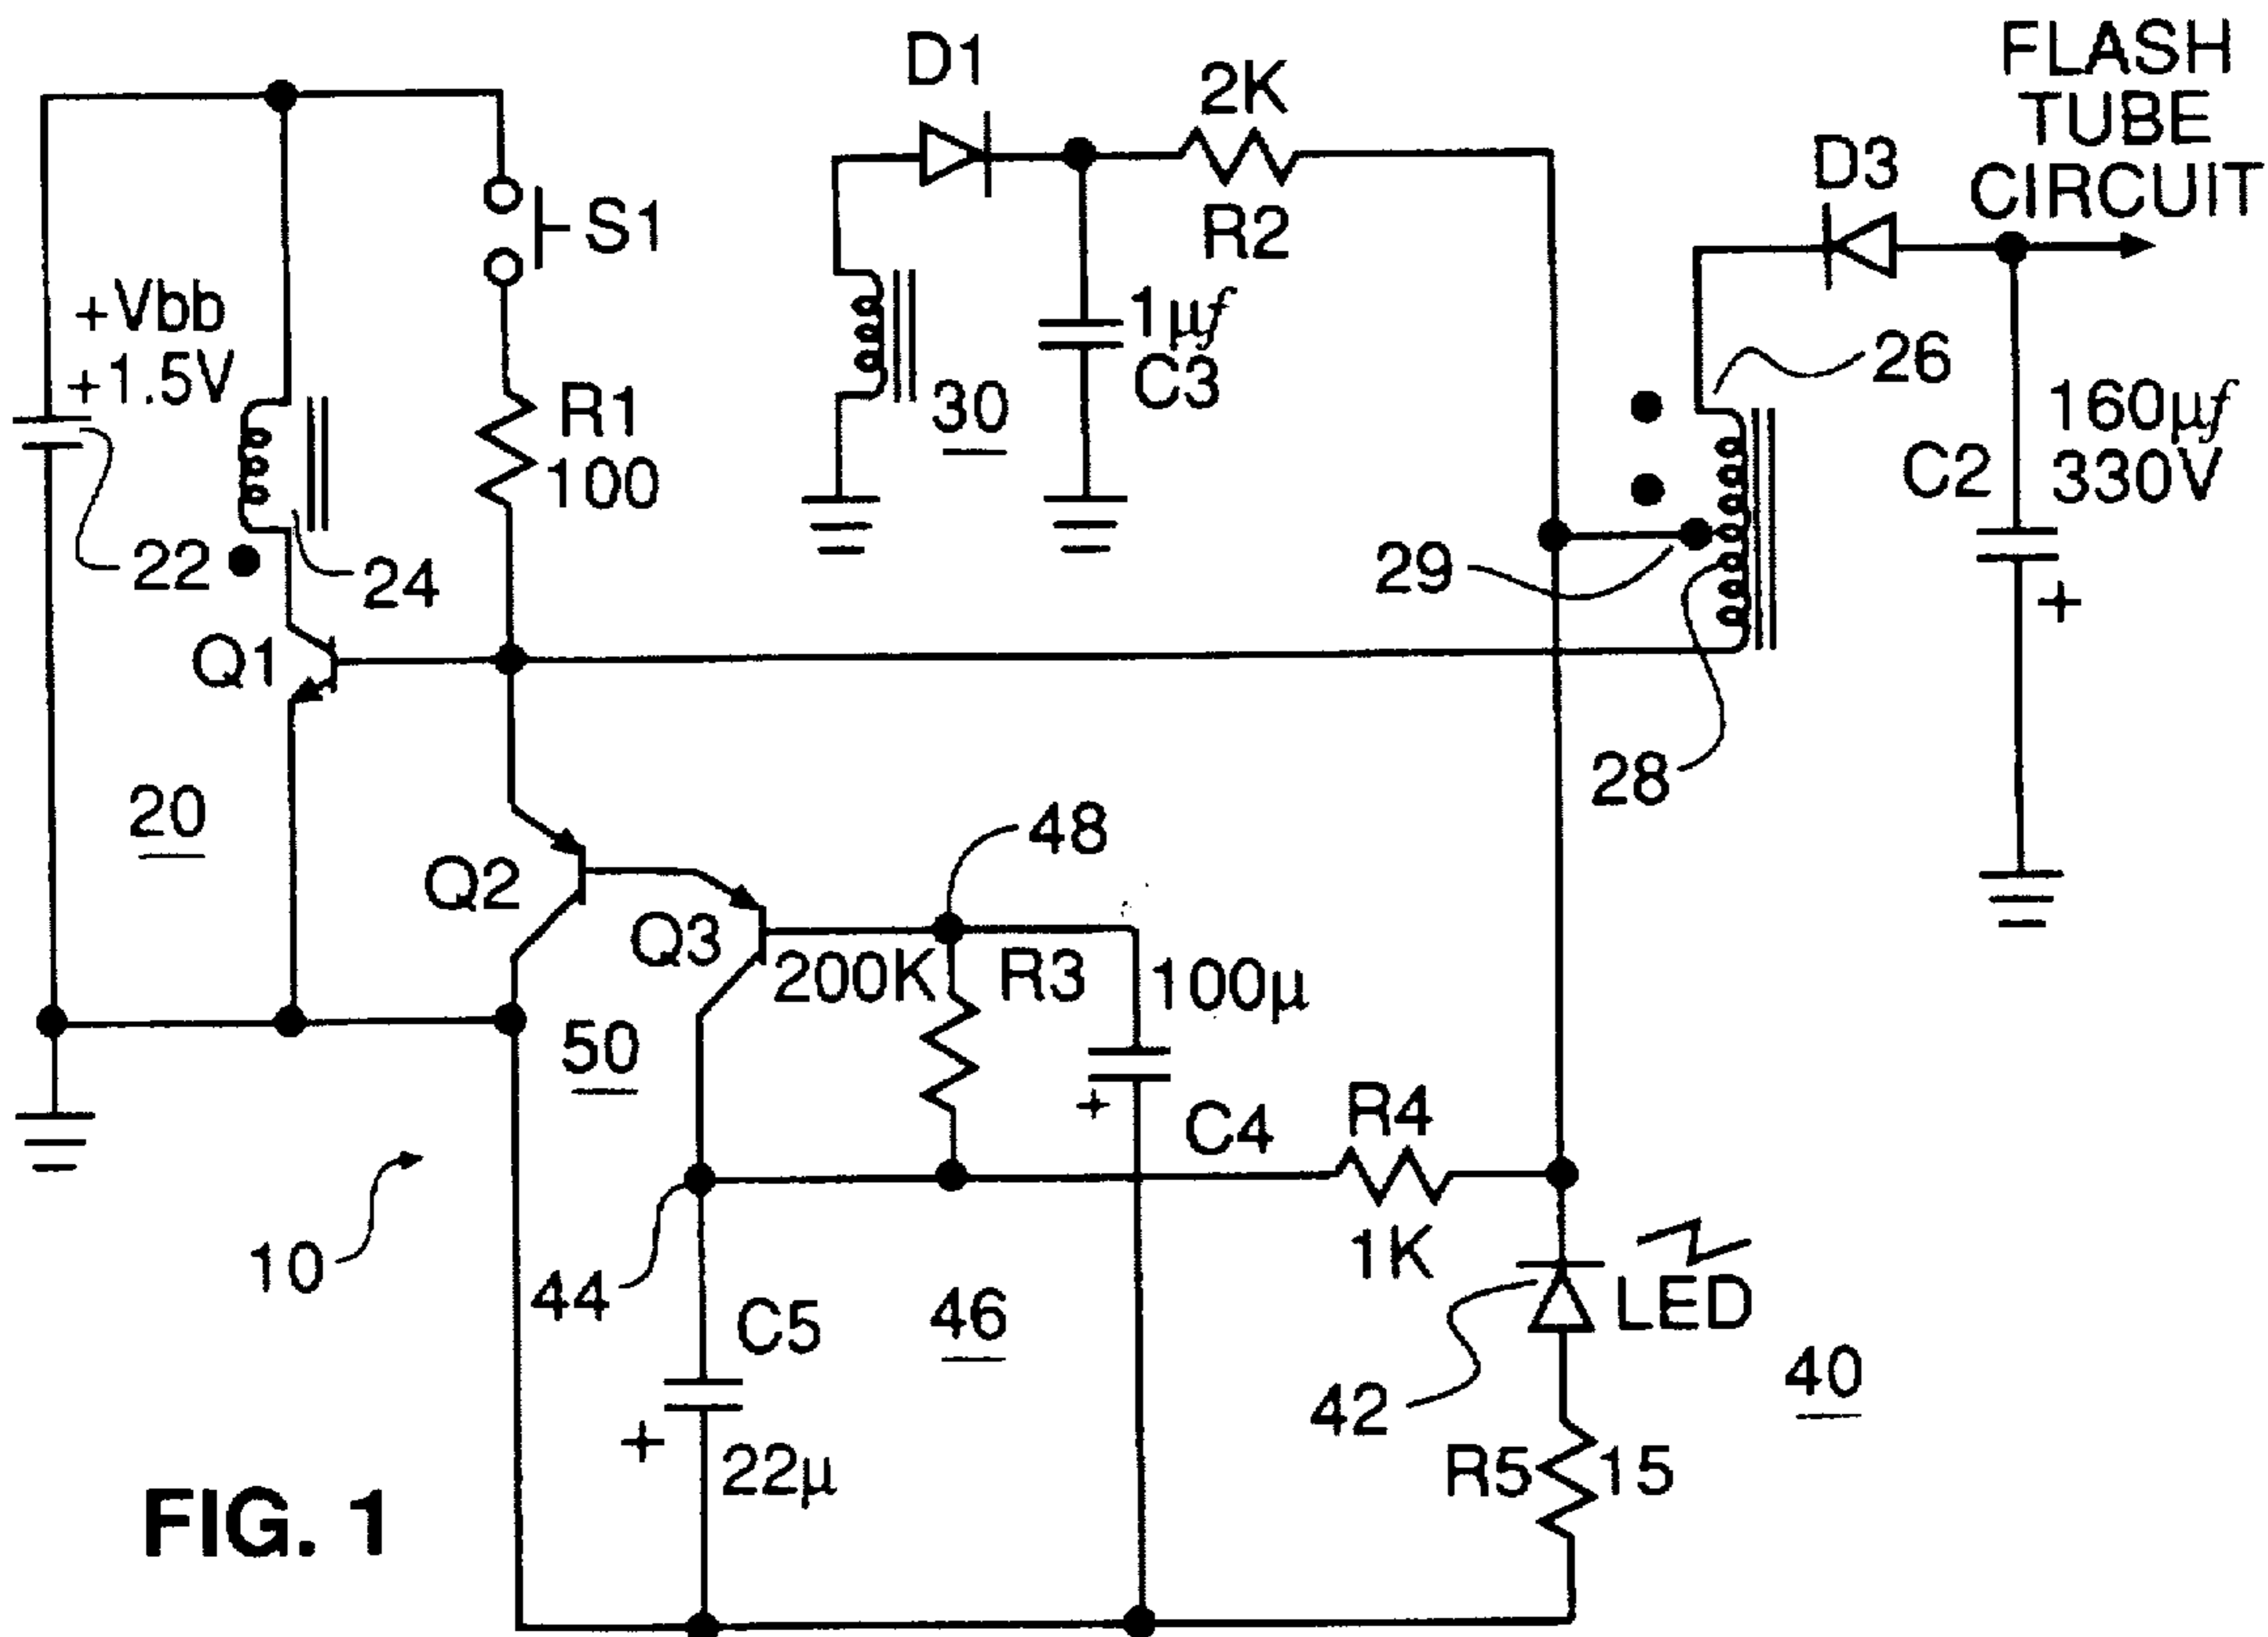 FLASH
TUBE
CIRCUIT
D1
2K
R2
D3
S1
+Vbb
+1.5V
1µf
C3
30
26
R1
100
160µf
330V
C2
22
24
29
Q1
28
20
48
Q2
Q3
200K
R3
100µ
50
C4
R4
1K
10
44
C5
46
LED
42
40
+
+
+
22µ
R5
15
FIG. 1